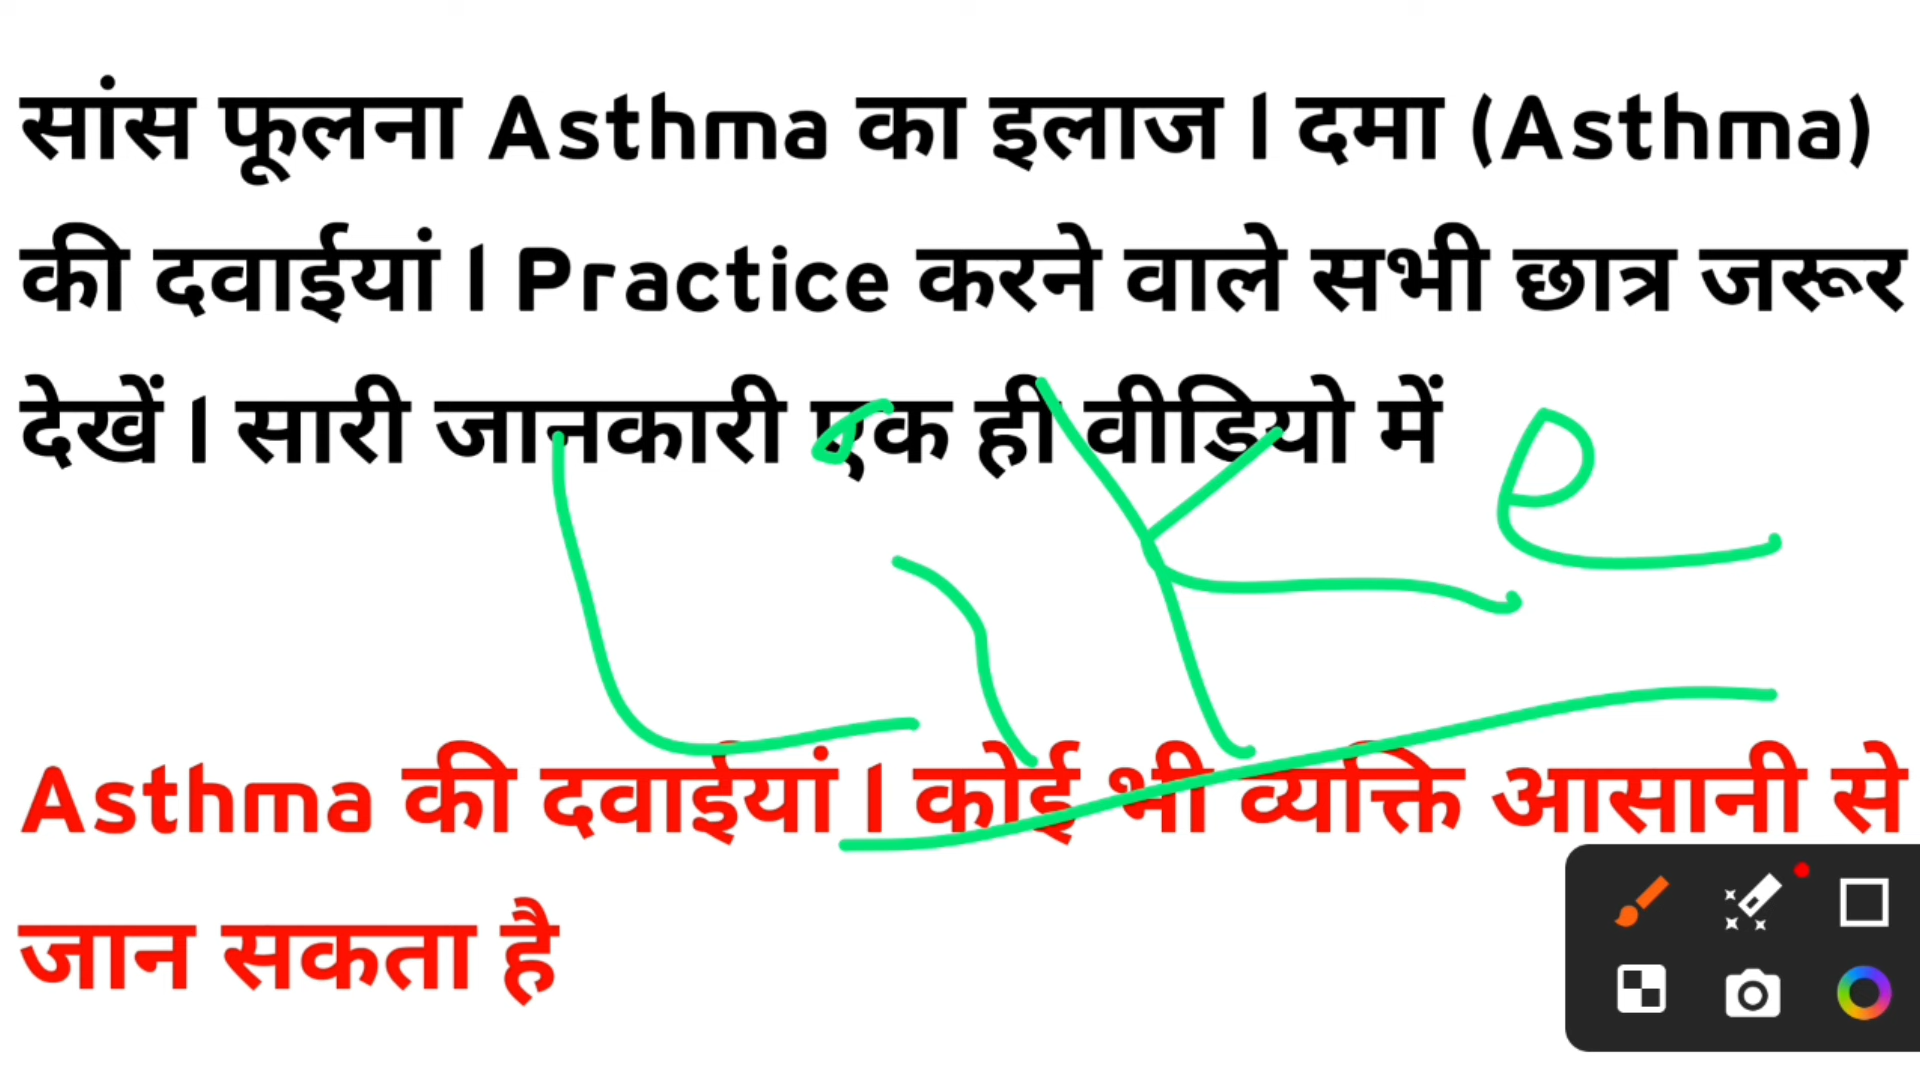 सांस फूलना Asthma का इलाज । दमा (Asthma)
की दवाईयां । Practice करने वाले सभी छात्र जरूर
देखें । सारी जानकारी एक ही वीडियो में
Like
Asthma की दवाईयां । कोई भी व्यक्ति आसानी से
जान सकता है